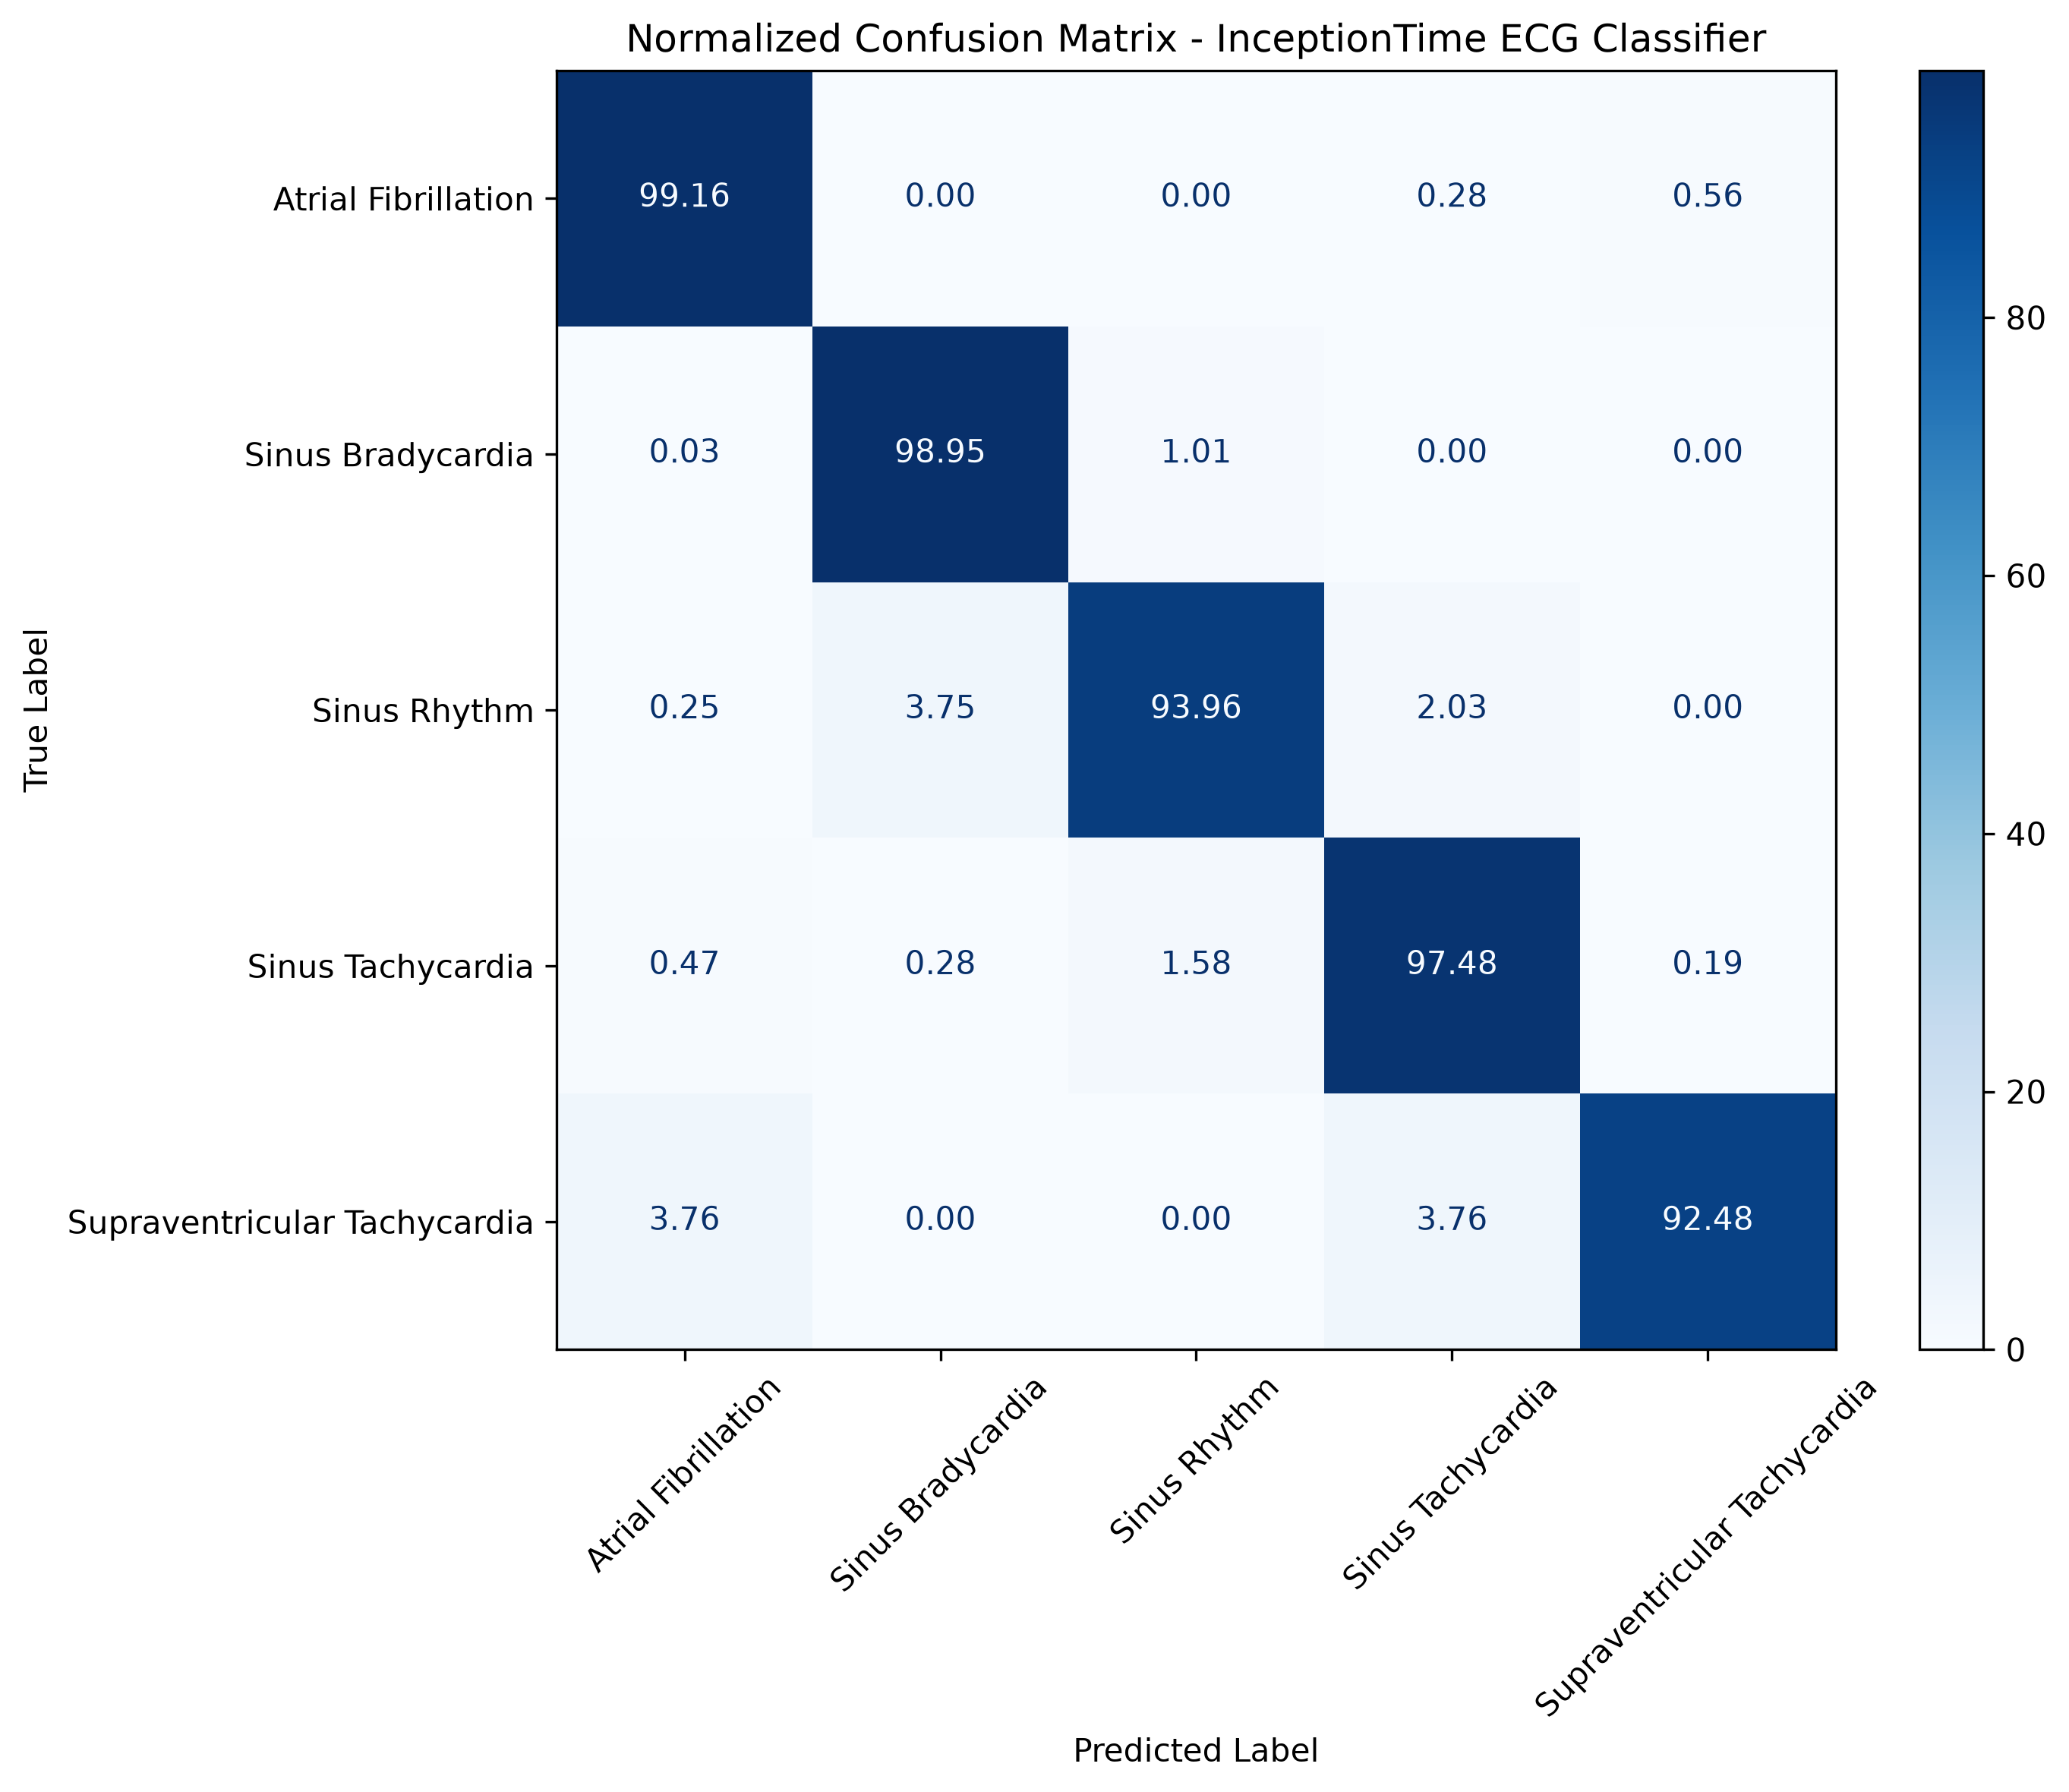 Normalized Confusion Matrix - InceptionTime ECG Classifier
True Label
Atrial Fibrillation 99.16 0.00 0.00 0.28 0.56
Sinus Bradycardia 0.03 98.95 1.01 0.00 0.00
Sinus Rhythm 0.25 3.75 93.96 2.03 0.00
Sinus Tachycardia 0.47 0.28 1.58 97.48 0.19
Supraventricular Tachycardia 3.76 0.00 0.00 3.76 92.48
Atrial Fibrillation
Sinus Bradycardia
Sinus Rhythm
Sinus Tachycardia
Supraventricular Tachycardia
Predicted Label
80
60
40
20
0